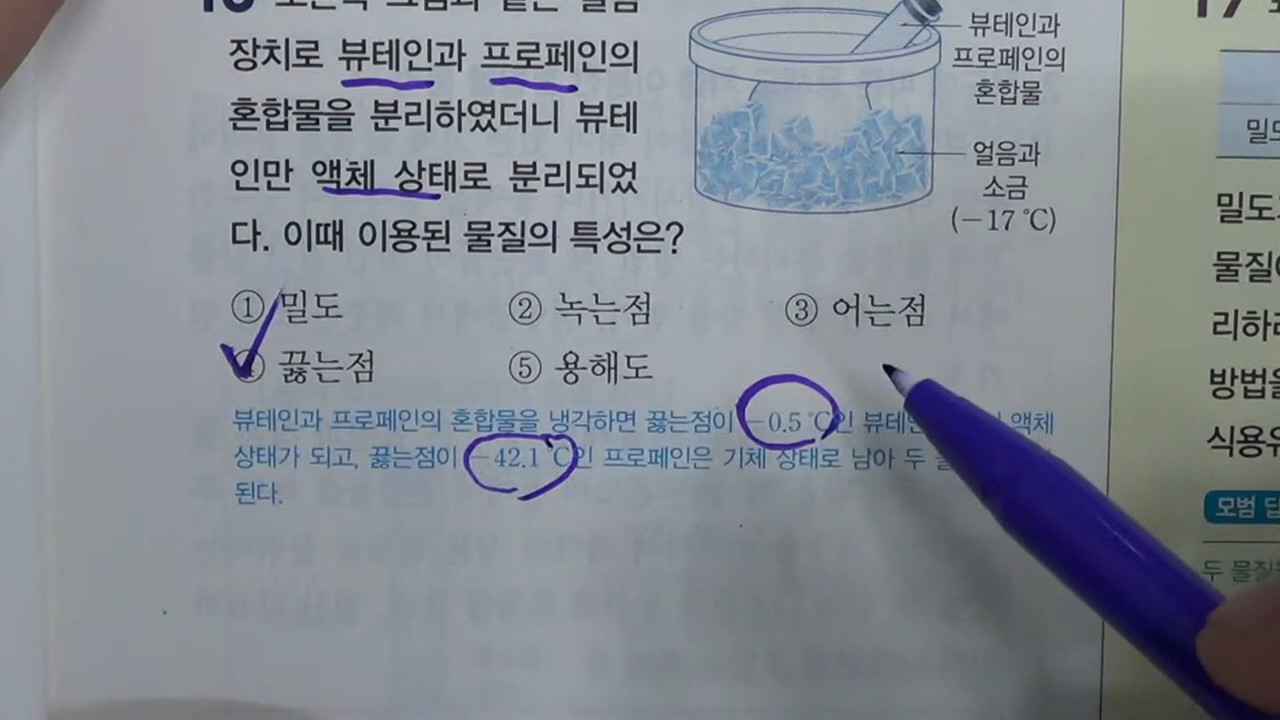 장치로 뷰테인과 프로페인의
혼합물을 분리하였더니 뷰테
인만 액체 상태로 분리되었
다. 이때 이용된 물질의 특성은?
뷰테인과
프로페인의
혼합물
얼음과
소금
(-17 ℃)
① 밀도 ② 녹는점 ③ 어는점
끓는점 ⑤ 용해도
뷰테인과 프로페인의 혼합물을 냉각하면 끓는점이 -0.5 ℃인 액체
상태가 되고, 끓는점이 -42.1 ℃인 프로페인은 기체 상태로 남아 두
된다.
17
밀도
물질
리하
방법을
식용유
모범 답
두 물질